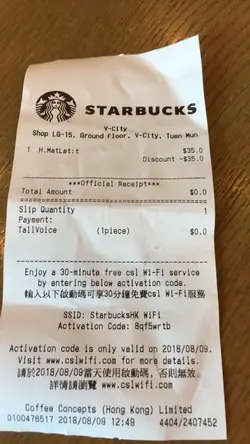 STARBUCKS
V-City
Shop LG-15, Ground Floor, V-City, Tuen Mun
1 H.MatLat:t $35.0
Discount -$35.0
***Official Receipt***
Total Amount $0.0
Slip Quantity 1
Payment:
TallVoice (1piece) $0.0
Enjoy a 30-minute free csl Wi-Fi service
by entering below activation code.
輸入以下啟動碼可享30分鐘免費csl Wi-Fi服務
SSID: StarbucksHK WiFi
Activation Code: 8qf5wrtb
Activation code is only valid on 2018/08/09.
Visit www.cslwifi.com for more details.
請於2018/08/09當天使用啟動碼，否則無效。
詳情請瀏覽 www.cslwifi.com
Coffee Concepts (Hong Kong) Limited
D100476517 2018/08/09 12:49 4404/2407452